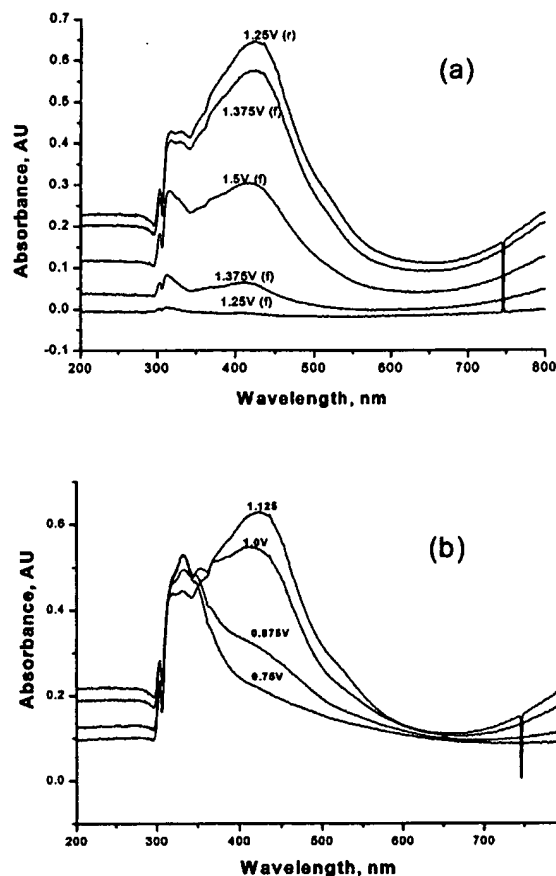 0.7
1.25V (r)
(a)
0.6
1.375V (f)
0.5
0.4
1.5V (f)
0.3
0.2
1.375V (f)
0.1
1.25V (f)
0.0
-0.1
200 300 400 500 600 700 800
Absorbance, AU
Wavelength, nm
1.125
(b)
0.6
1.0V
0.4
0.875V
0.75V
0.2
0.0
200 300 400 500 600 700
Absorbance, AU
Wavelength, nm